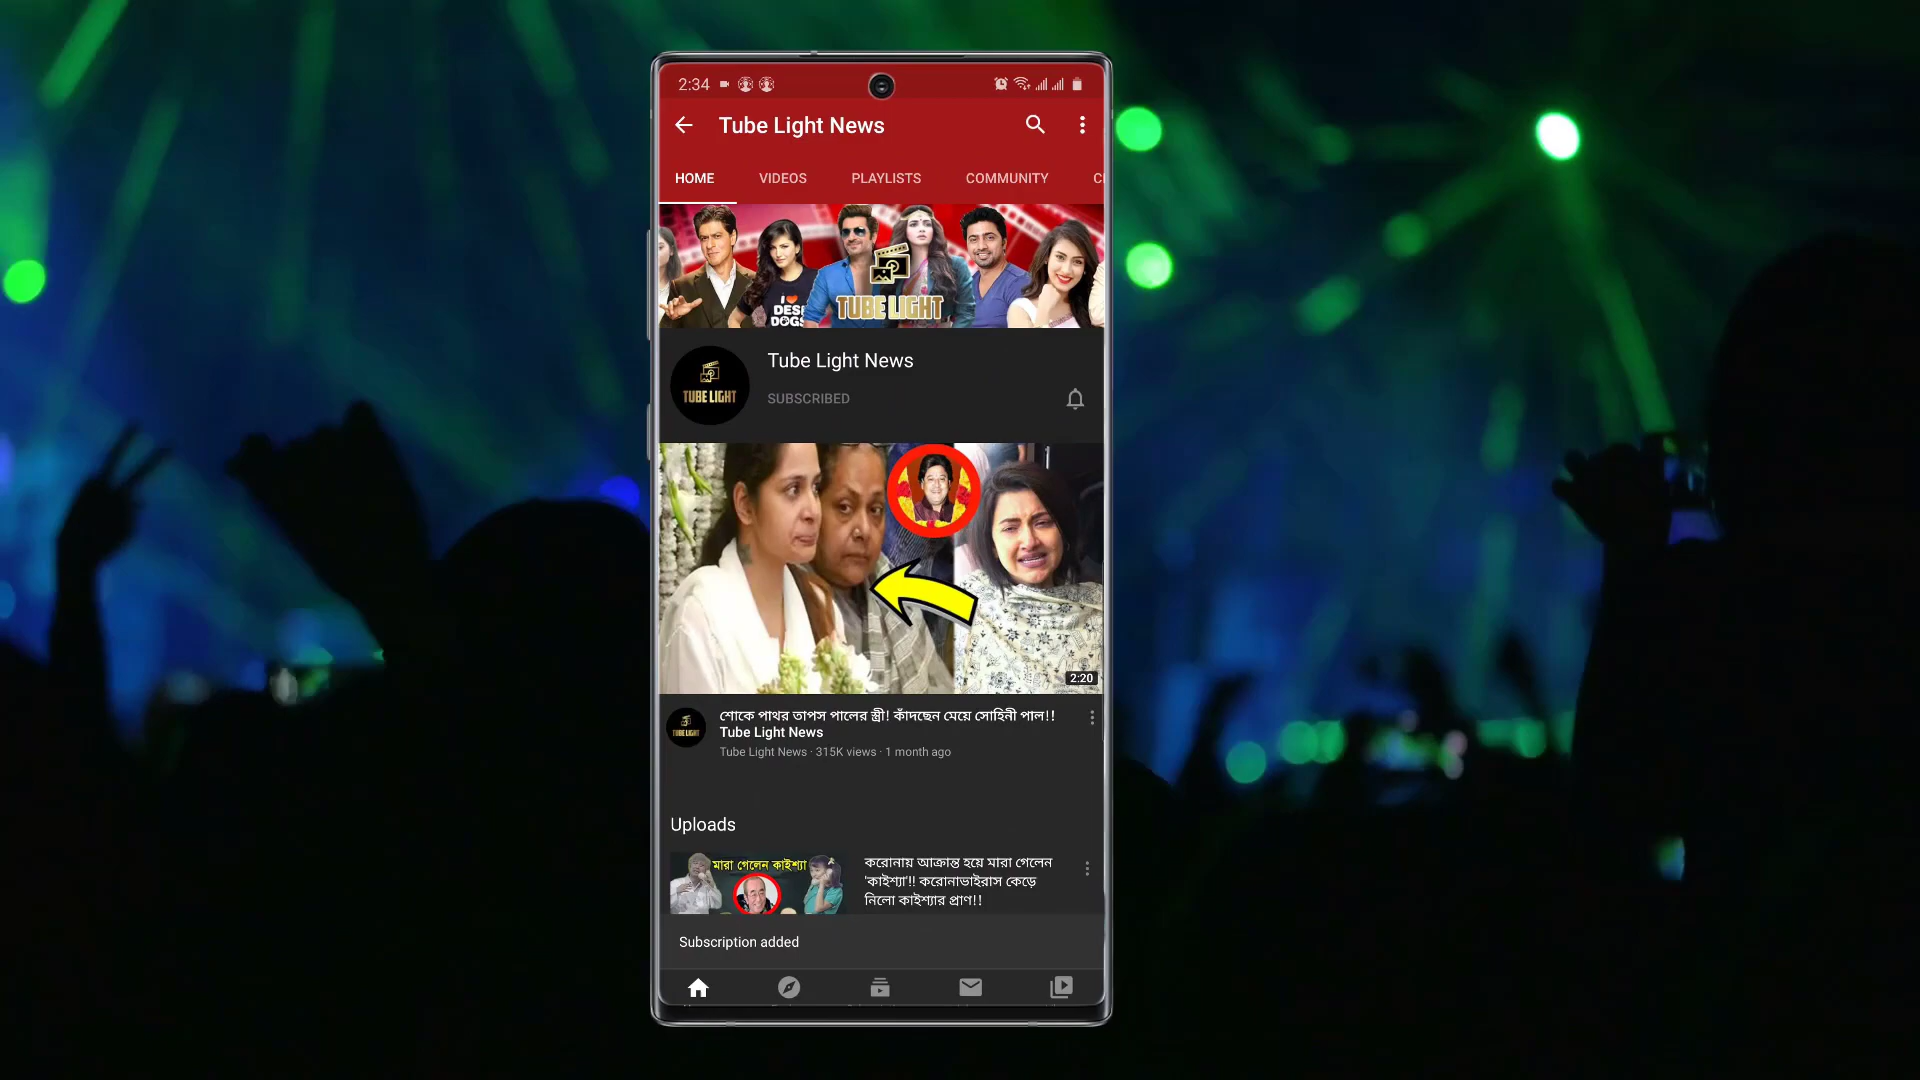 2:34
Tube Light News
HOME VIDEOS PLAYLISTS COMMUNITY
I
DESI
DOGS
TUBE LIGHT
TUBE LIGHT
Tube Light News
SUBSCRIBED
2:20
TUBE LIGHT
শোকে পাথর তাপস পালের স্ত্রী! কাঁদছেন মেয়ে সোহিনী পাল!!
Tube Light News
Tube Light News · 315K views · 1 month ago
Uploads
মারা গেলেন কাইশ্যা
করোনায় আক্রান্ত হয়ে মারা গেলেন
'কাইশ্যা'!! করোনাভাইরাস কেড়ে
নিলো কাইশ্যার প্রাণ!!
Subscription added